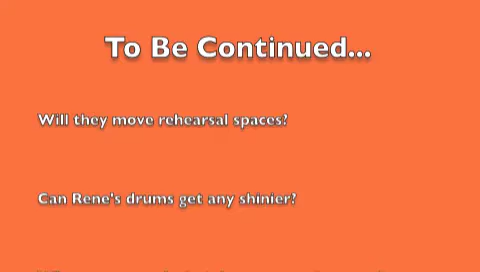 To Be Continued...
Will they move rehearsal spaces?
Can Rene's drums get any shinier?